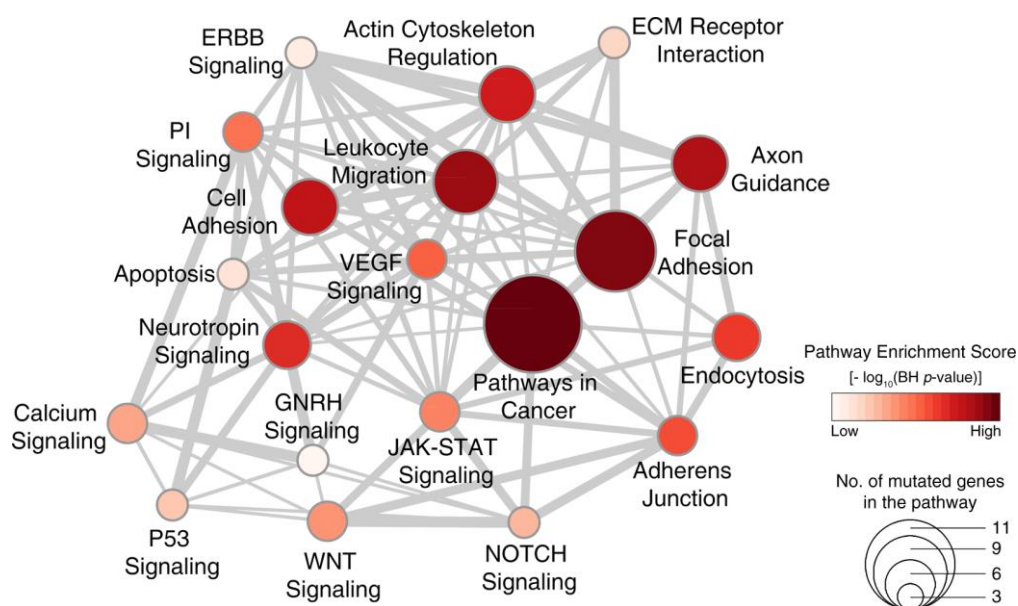 ERBB
Signaling
Actin Cytoskeleton
Regulation
ECM Receptor
Interaction
PI
Signaling
Leukocyte
Migration
Axon
Guidance
Cell
Adhesion
Focal
Adhesion
Apoptosis
VEGF
Signaling
Neurotropin
Signaling
Pathways in
Cancer
Endocytosis
Calcium
Signaling
GNRH
Signaling
JAK-STAT
Signaling
Adherens
Junction
P53
Signaling
WNT
Signaling
NOTCH
Signaling
Pathway Enrichment Score
[- log10(BH p-value)]
Low High
No. of mutated genes
in the pathway
11
9
6
3